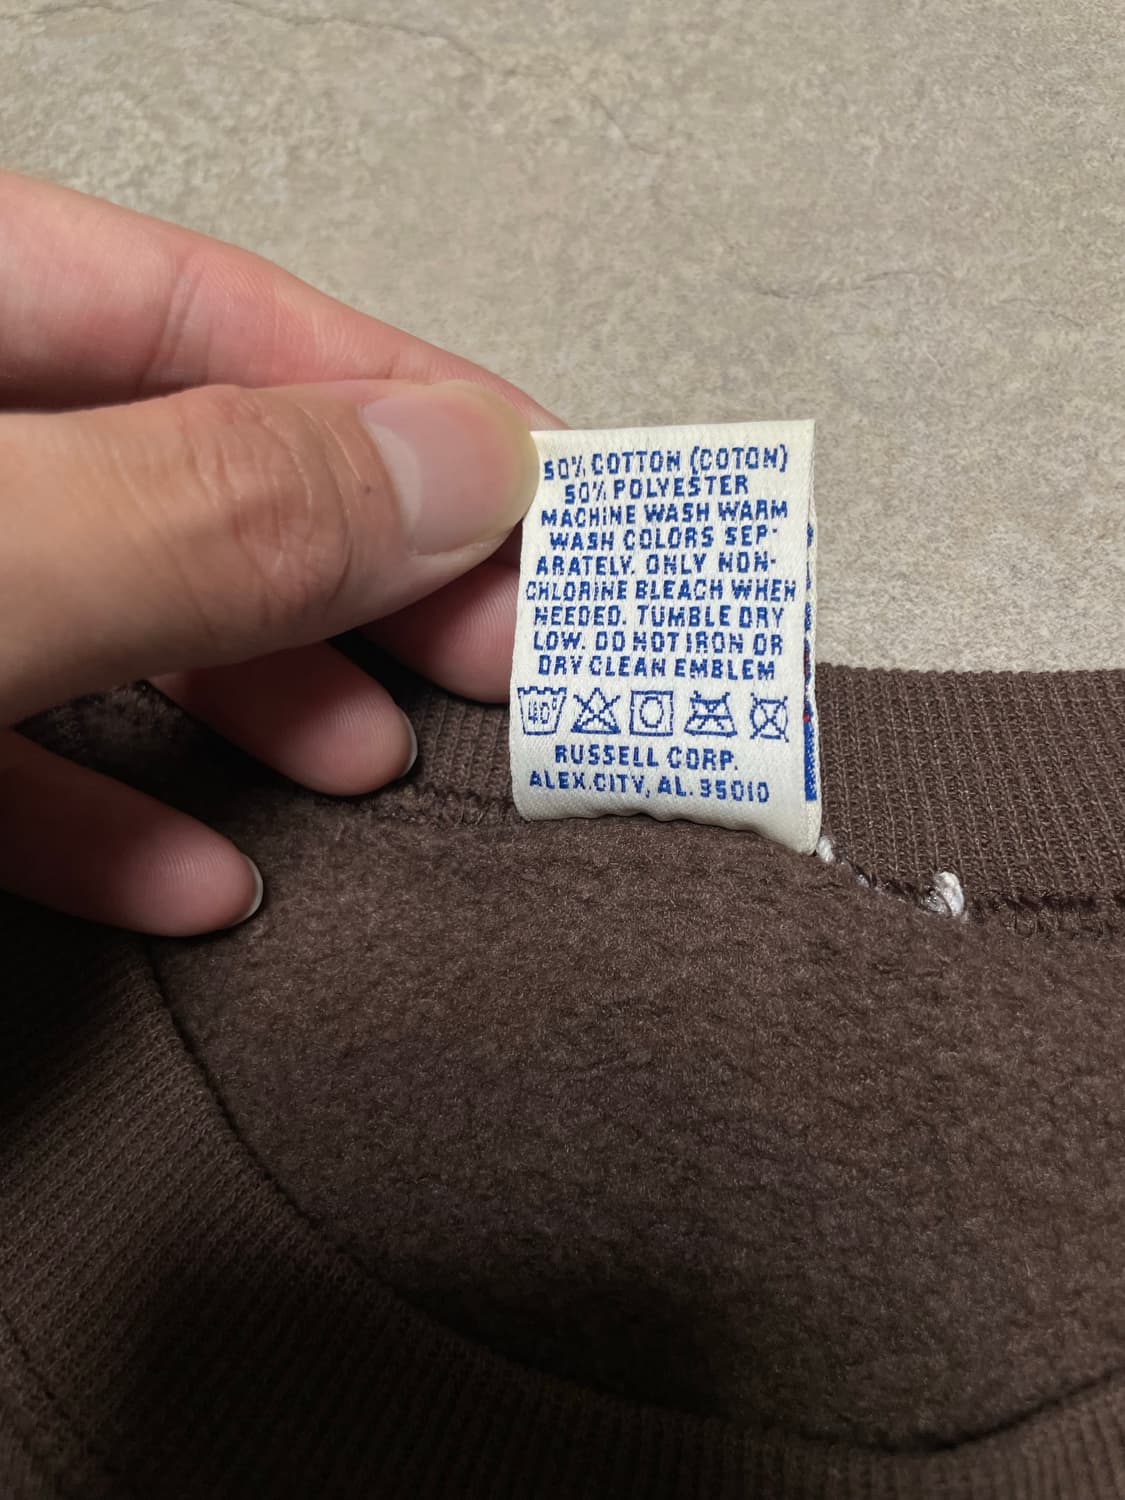 50% COTTON (COTON)
50% POLYESTER
MACHINE WASH WARM
WASH COLORS SEP-
ARATELY. ONLY NON-
CHLORINE BLEACH WHEN
NEEDED. TUMBLE DRY
LOW. DO NOT IRON OR
DRY CLEAN EMBLEM
40°
RUSSELL CORP.
ALEX.CITY, AL. 35010